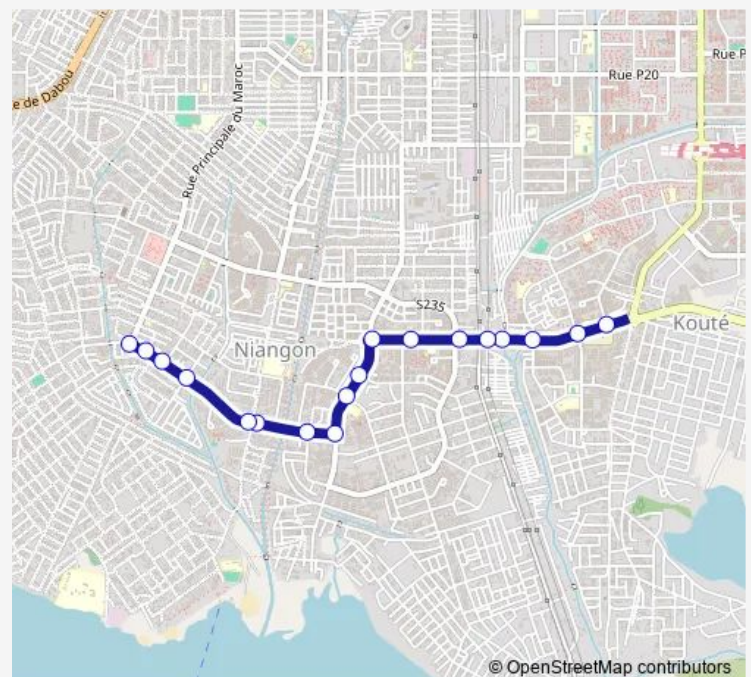 Rue P20
Rue P
e de Dabou
Rue Principale du Maroc
S235
Kouté
Niangon
© OpenStreetMap contributors